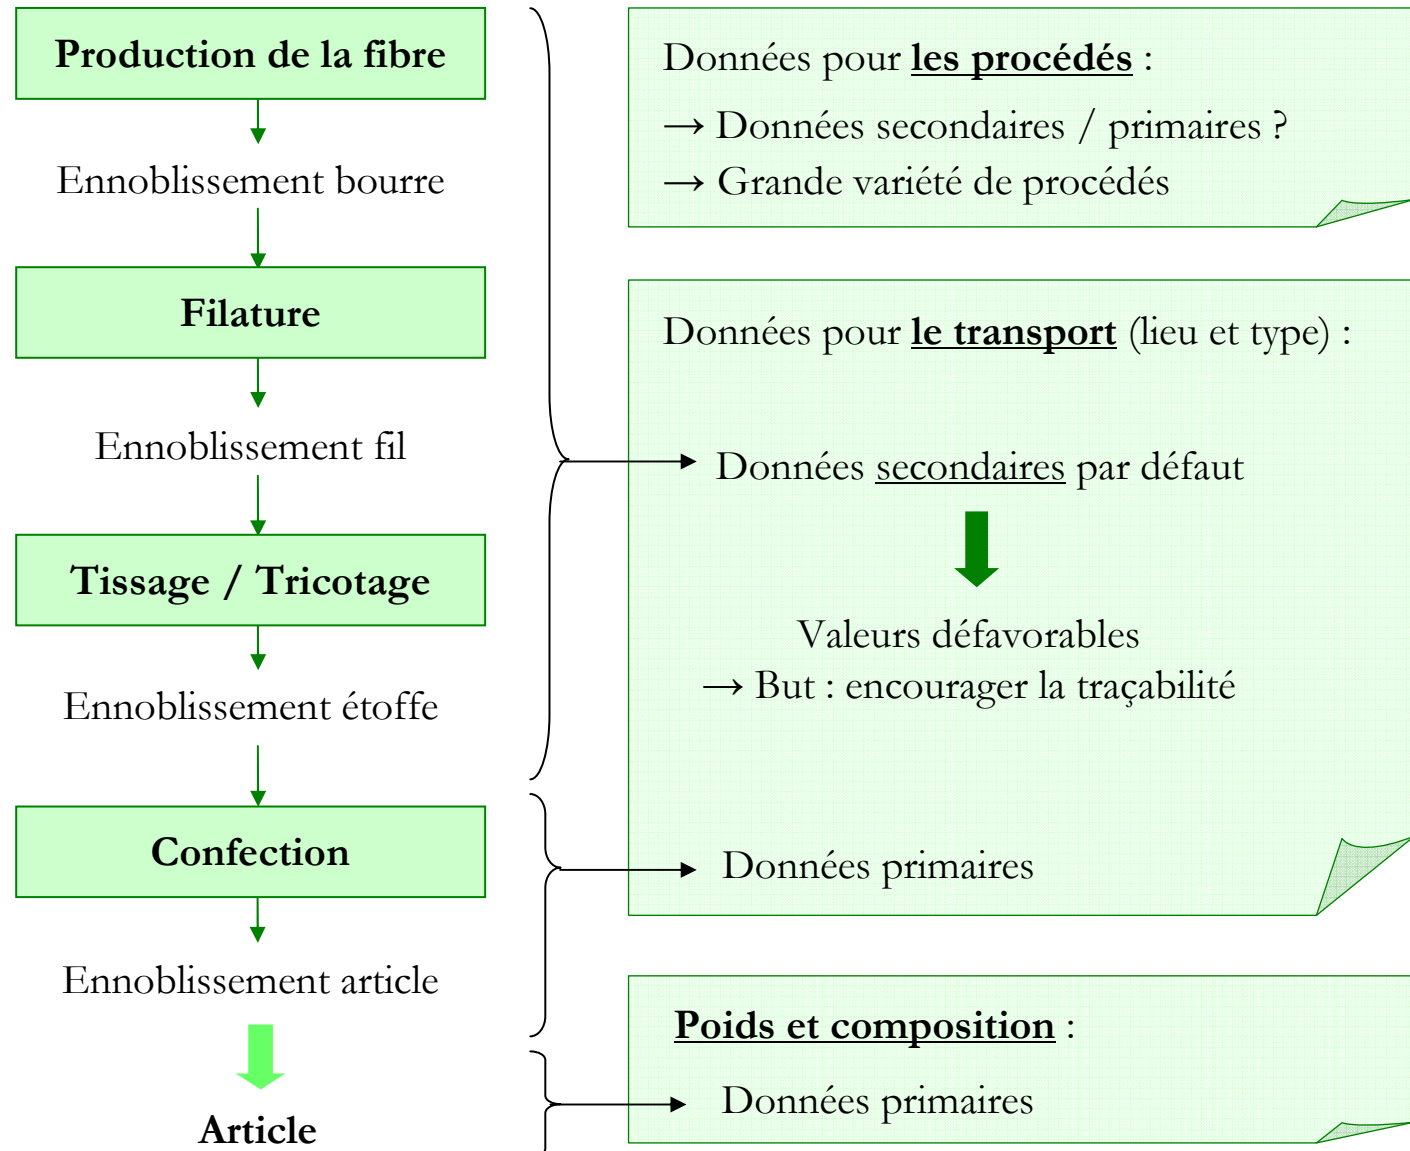 Production de la fibre
Ennoblissement bourre
Filature
Ennoblissement fil
Tissage / Tricotage
Ennoblissement étoffe
Confection
Ennoblissement article
Article
Données pour les procédés :
→ Données secondaires / primaires ?
→ Grande variété de procédés
Données pour le transport (lieu et type) :
Données secondaires par défaut
Valeurs défavorables
→ But : encourager la traçabilité
Données primaires
Poids et composition :
Données primaires